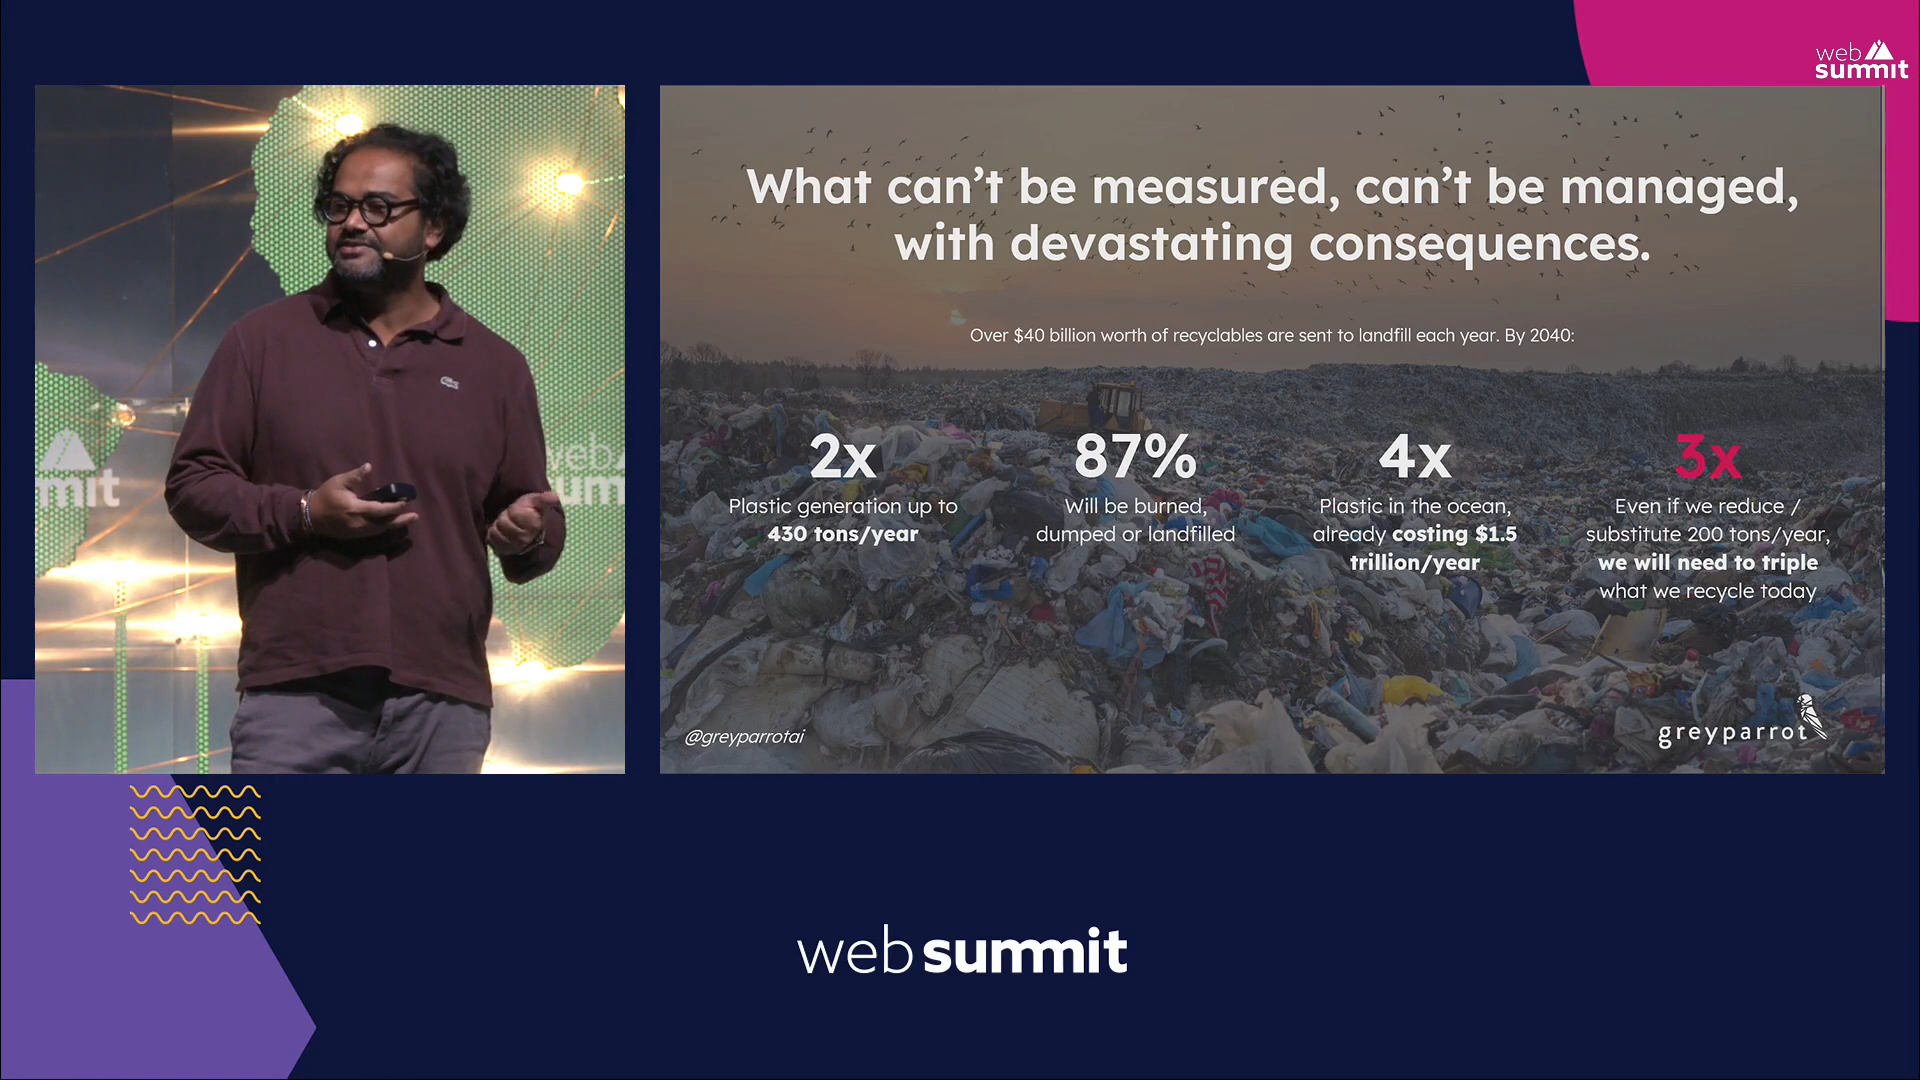 web
summit
What can't be measured, can't be managed,
with devastating consequences.
Over $40 billion worth of recyclables are sent to landfill each year. By 2040:
2x
Plastic generation up to
430 tons/year
87%
Will be burned,
dumped or landfilled
4x
Plastic in the ocean,
already costing $1.5
trillion/year
3x
Even if we reduce /
substitute 200 tons/year,
we will need to triple
what we recycle today
@greyparrotai
greyparrot
web summit